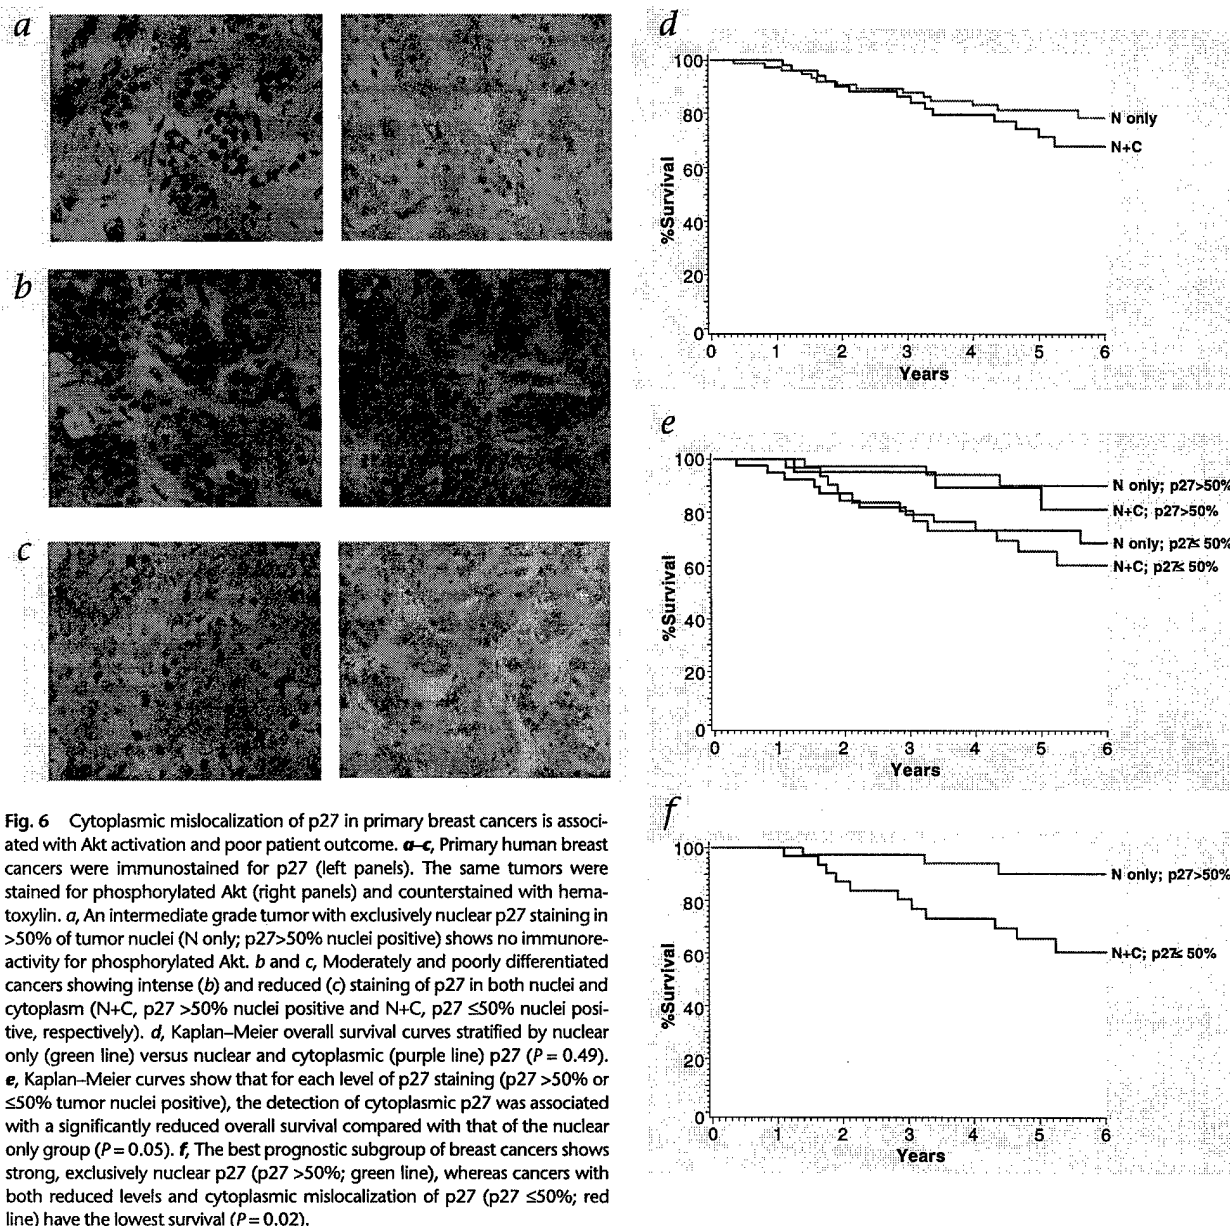 a
b
c
Fig. 6 Cytoplasmic mislocalization of p27 in primary breast cancers is associ-
ated with Akt activation and poor patient outcome. a–c, Primary human breast
cancers were immunostained for p27 (left panels). The same tumors were
stained for phosphorylated Akt (right panels) and counterstained with hema-
toxylin. a, An intermediate grade tumor with exclusively nuclear p27 staining in
>50% of tumor nuclei (N only; p27>50% nuclei positive) shows no immunore-
activity for phosphorylated Akt. b and c, Moderately and poorly differentiated
cancers showing intense (b) and reduced (c) staining of p27 in both nuclei and
cytoplasm (N+C, p27 >50% nuclei positive and N+C, p27 ≤50% nuclei posi-
tive, respectively). d, Kaplan–Meier overall survival curves stratified by nuclear
only (green line) versus nuclear and cytoplasmic (purple line) p27 (P = 0.49).
e, Kaplan–Meier curves show that for each level of p27 staining (p27 >50% or
≤50% tumor nuclei positive), the detection of cytoplasmic p27 was associated
with a significantly reduced overall survival compared with that of the nuclear
only group (P = 0.05). f, The best prognostic subgroup of breast cancers shows
strong, exclusively nuclear p27 (p27 >50%; green line), whereas cancers with
both reduced levels and cytoplasmic mislocalization of p27 (p27 ≤50%; red
line) have the lowest survival (P = 0.02).
d
%Survival
100
80
60
40
20
0
N only
N+C
0 1 2 3 4 5 6
Years
e
%Survival
100
80
60
40
20
0
N only; p27>50%
N+C; p27>50%
N only; p27≤ 50%
N+C; p27≤ 50%
0 1 2 3 4 5 6
Years
f
%Survival
100
80
60
40
20
0
N only; p27>50%
N+C; p27≤ 50%
0 1 2 3 4 5 6
Years